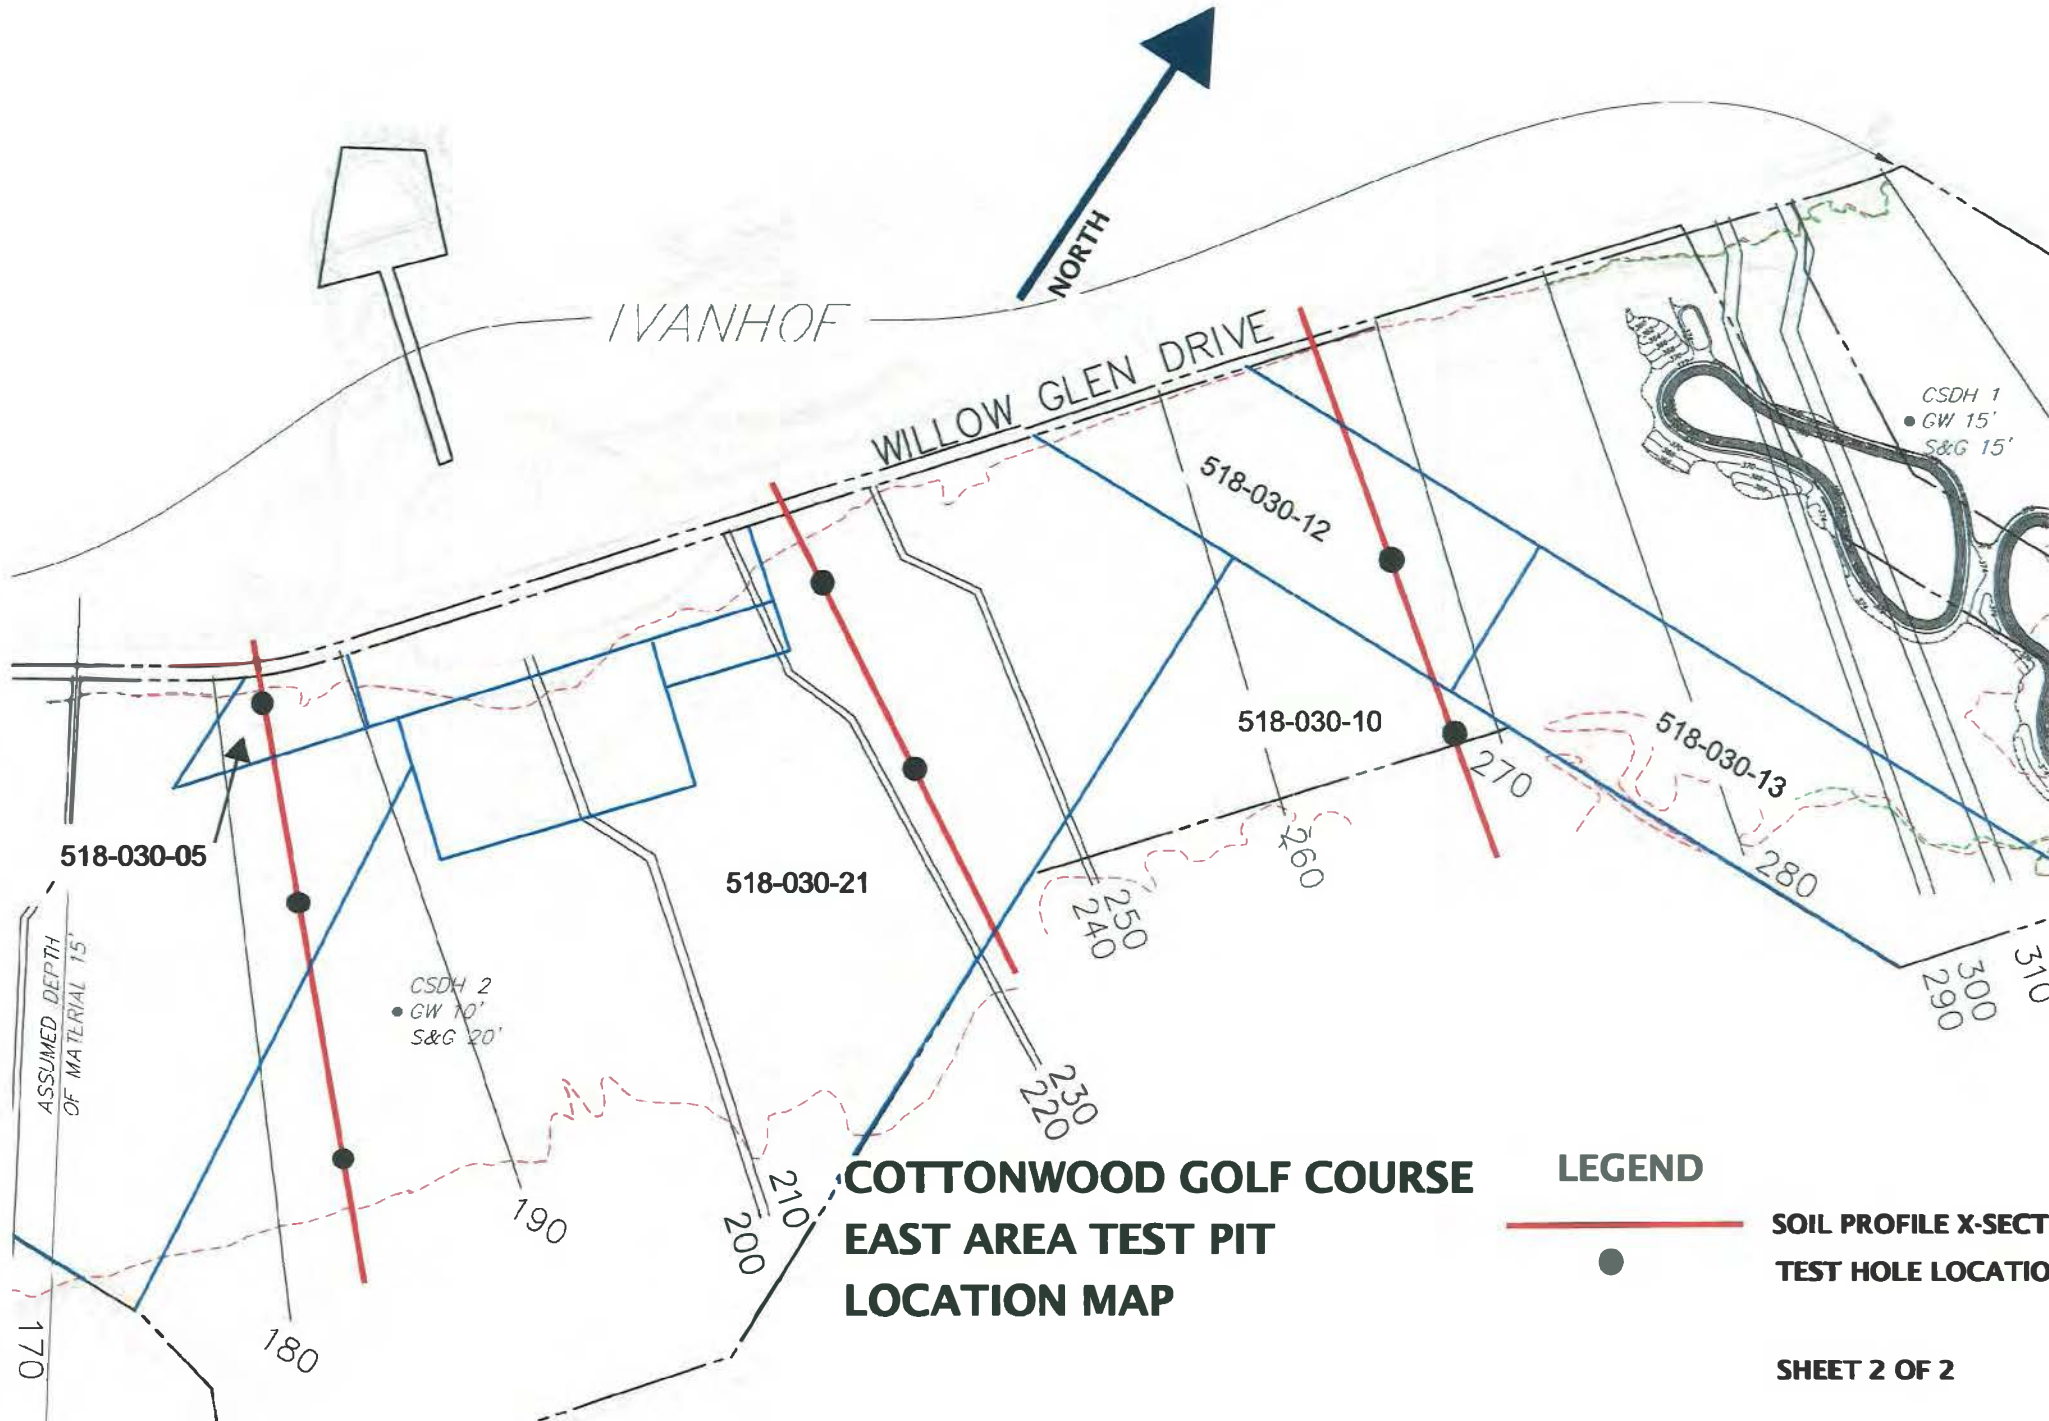 NORTH
IVANHOF
WILLOW GLEN DRIVE
CSDH 1
GW 15'
S&G 15'
518-030-12
518-030-10
518-030-13
518-030-05
518-030-21
CSDH 2
GW 10'
S&G 20'
ASSUMED DEPTH
OF MATERIAL 15'
170
180
190
200
210
220
230
240
250
260
270
280
290
300
310
COTTONWOOD GOLF COURSE
EAST AREA TEST PIT
LOCATION MAP
LEGEND
SOIL PROFILE X-SECT
TEST HOLE LOCATIO
SHEET 2 OF 2